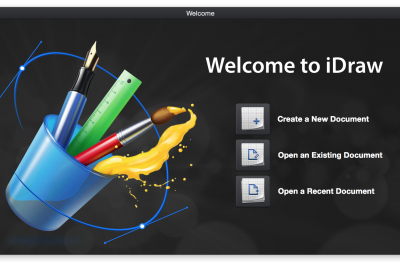 Welcome
Welcome to iDraw
Create a New Document
Open an Existing Document
Open a Recent Document